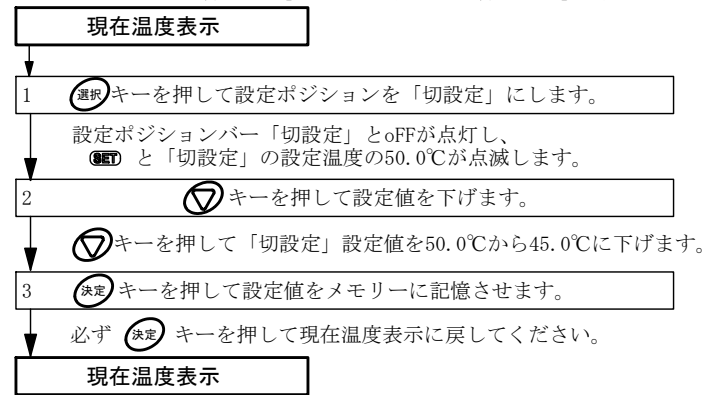 現在温度表示
1 選択キーを押して設定ポジションを「切設定」にします。
設定ポジションバー「切設定」とoFFが点灯し、
SET と「切設定」の設定温度の50.0℃が点滅します。
2 ▽キーを押して設定値を下げます。
▽キーを押して「切設定」設定値を50.0℃から45.0℃に下げます。
3 決定キーを押して設定値をメモリーに記憶させます。
必ず 決定 キーを押して現在温度表示に戻してください。
現在温度表示